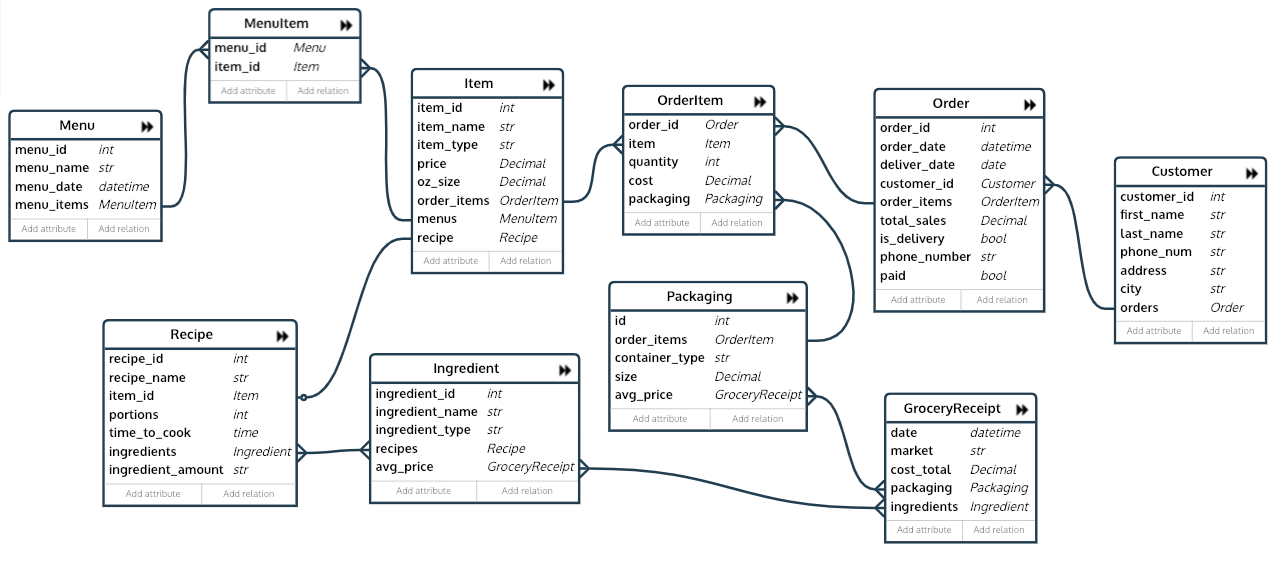 MenuItem
menu_id Menu
item_id Item
Add attribute Add relation
Menu
menu_id int
menu_name str
menu_date datetime
menu_items MenuItem
Add attribute Add relation
Item
item_id int
item_name str
item_type str
price Decimal
oz_size Decimal
order_items OrderItem
menus MenuItem
recipe Recipe
Add attribute Add relation
OrderItem
order_id Order
item Item
quantity int
cost Decimal
packaging Packaging
Add attribute Add relation
Order
order_id int
order_date datetime
deliver_date date
customer_id Customer
order_items OrderItem
total_sales Decimal
is_delivery bool
phone_number str
paid bool
Add attribute Add relation
Customer
customer_id int
first_name str
last_name str
phone_num str
address str
city str
orders Order
Add attribute Add relation
Recipe
recipe_id int
recipe_name str
item_id Item
portions int
time_to_cook time
ingredients Ingredient
ingredient_amount str
Add attribute Add relation
Ingredient
ingredient_id int
ingredient_name str
ingredient_type str
recipes Recipe
avg_price GroceryReceipt
Add attribute Add relation
Packaging
id int
order_items OrderItem
container_type str
size Decimal
avg_price GroceryReceipt
Add attribute Add relation
GroceryReceipt
date datetime
market str
cost_total Decimal
packaging Packaging
ingredients Ingredient
Add attribute Add relation